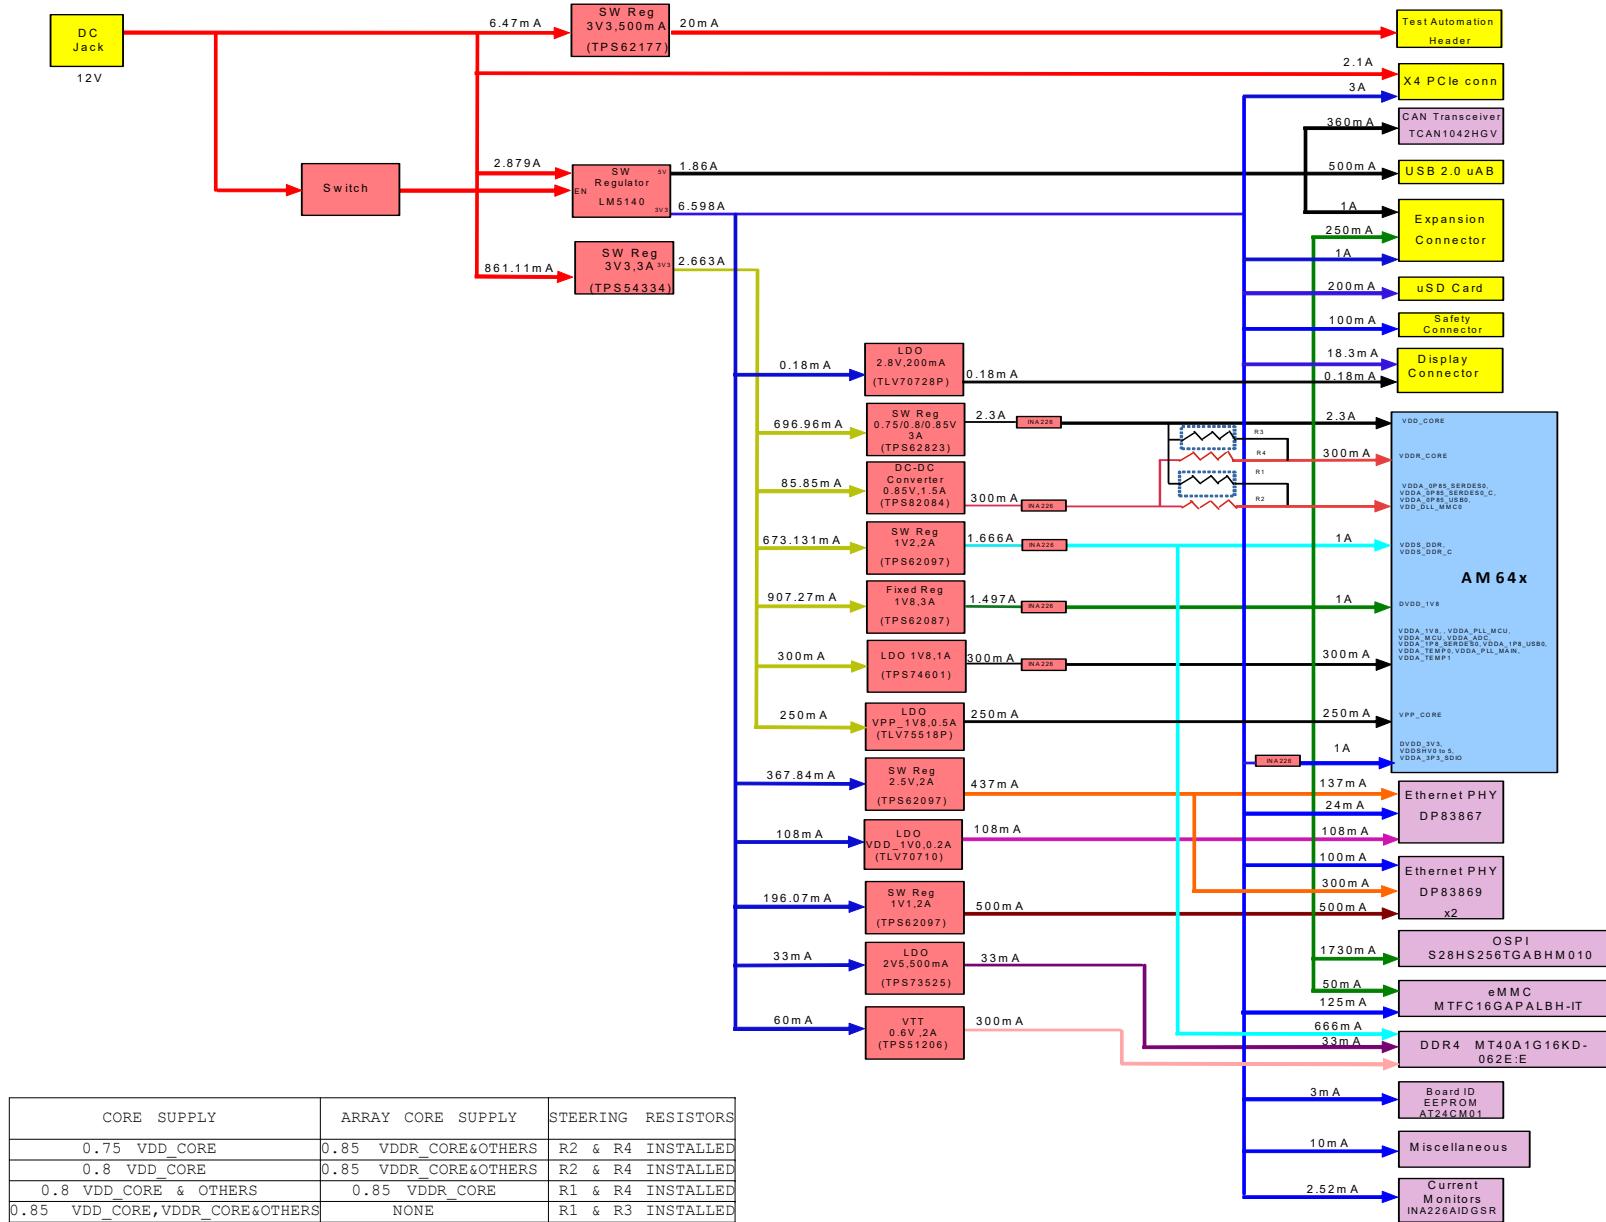 DC
Jack
12V
6.47mA
SW Reg
3V3,500mA
(TPS62177)
20mA
Test Automation
Header
2.1A
X4 PCIe conn
3A
CAN Transceiver
TCAN1042HGV
360mA
Switch
2.879A
SW
Regulator
LM5140
EN
5V
3V3
1.86A
6.598A
500mA
USB 2.0 uAB
1A
Expansion
Connector
250mA
1A
861.11mA
SW Reg
3V3,3A
3V3
(TPS54334)
2.663A
200mA
uSD Card
100mA
Safety
Connector
18.3mA
Display
Connector
0.18mA
0.18mA
LDO
2.8V,200mA
(TLV70728P)
0.18mA
696.96mA
SW Reg
0.75/0.8/0.85V
3A
(TPS62823)
2.3A
INA226
R3
R4
R1
R2
2.3A
VDD_CORE
300mA
VDDR_CORE
85.85mA
DC-DC
Converter
0.85V,1.5A
(TPS82084)
300mA
INA226
VDDA_0P85_SERDES0,
VDDA_0P85_SERDES0_C,
VDDA_0P85_USB0,
VDD_DLL_MMC0
673.131mA
SW Reg
1V2,2A
(TPS62097)
1.666A
INA226
1A
VDDS_DDR,
VDDS_DDR_C
AM64x
907.27mA
Fixed Reg
1V8,3A
(TPS62087)
1.497A
INA226
1A
DVDD_1V8
300mA
LDO 1V8,1A
(TPS74601)
300mA
INA226
300mA
VDDA_1V8, , VDDA_PLL_MCU,
VDDA_MCU, VDDA_ADC,
VDDA_1P8_SERDES0, VDDA_1P8_USB0,
VDDA_TEMP0, VDDA_PLL_MAIN,
VDDA_TEMP1
250mA
LDO
VPP_1V8,0.5A
(TLV75518P)
250mA
250mA
VPP_CORE
INA226
1A
DVDD_3V3,
VDDSHV0 to 5,
VDDA_3P3_SDIO
367.84mA
SW Reg
2.5V,2A
(TPS62097)
437mA
137mA
Ethernet PHY
DP83867
24mA
108mA
108mA
LDO
VDD_1V0,0.2A
(TLV70710)
108mA
100mA
Ethernet PHY
DP83869
x2
300mA
500mA
196.07mA
SW Reg
1V1,2A
(TPS62097)
500mA
33mA
LDO
2V5,500mA
(TPS73525)
33mA
1730mA
OSPI
S28HS256TGABHM010
50mA
eMMC
MTFC16GAPALBH-IT
125mA
60mA
VTT
0.6V,2A
(TPS51206)
300mA
666mA
33mA
DDR4 MT40A1G16KD-
062E:E
3mA
Board ID
EEPROM
AT24CM01
10mA
Miscellaneous
2.52mA
Current
Monitors
INA226AIDGSR
CORE SUPPLY ARRAY CORE SUPPLY STEERING RESISTORS
0.75 VDD_CORE 0.85 VDDR_CORE&OTHERS R2 & R4 INSTALLED
0.8 VDD_CORE 0.85 VDDR_CORE&OTHERS R2 & R4 INSTALLED
0.8 VDD_CORE & OTHERS 0.85 VDDR_CORE R1 & R4 INSTALLED
0.85 VDD_CORE,VDDR_CORE&OTHERS NONE R1 & R3 INSTALLED